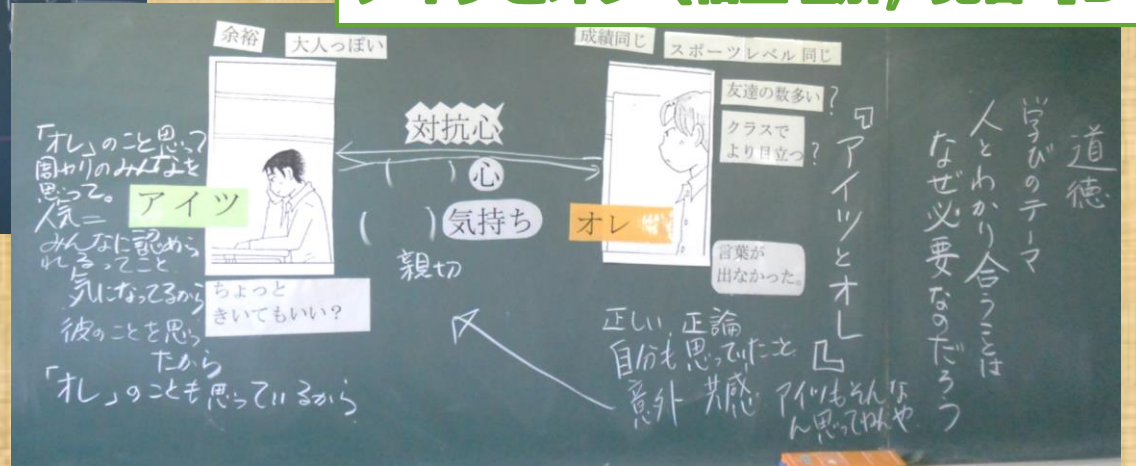 道徳
学びのテーマ
人とわかり合うことは
なぜ必要なのだろう
『アイツとオレ』
成績同じ
スポーツレベル同じ
友達の数多い?
クラスで
より目立つ?
オレ
言葉が
出なかった。
正しい、正論
自分も思っていたこと
意外 共感
アイツもそんな
ん思ってねんや
対抗心
( )心
( )気持ち
親切
余裕
大人っぽい
アイツ
ちょっと
きいてもいい?
「オレ」のこと思って
周やりのみんなを
思って。
人気=
みんなに認めら
れるってこと
気になってるから
彼のことを思っ
たから
「オレ」のことも思っているから